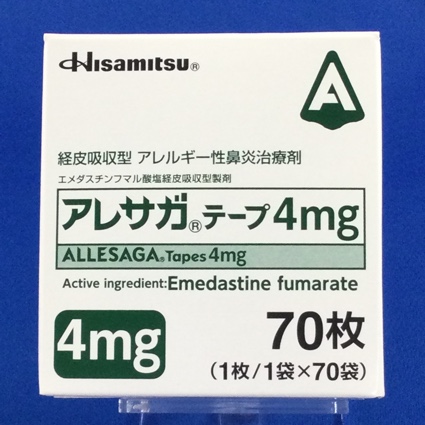 Hisamitsu®
A
経皮吸収型 アレルギー性鼻炎治療剤
エメダスチンフマル酸塩経皮吸収型製剤
アレサガ®テープ4mg
ALLESAGA®Tapes 4mg
Active ingredient:Emedastine fumarate
4mg
70枚
(1枚/1袋×70袋)